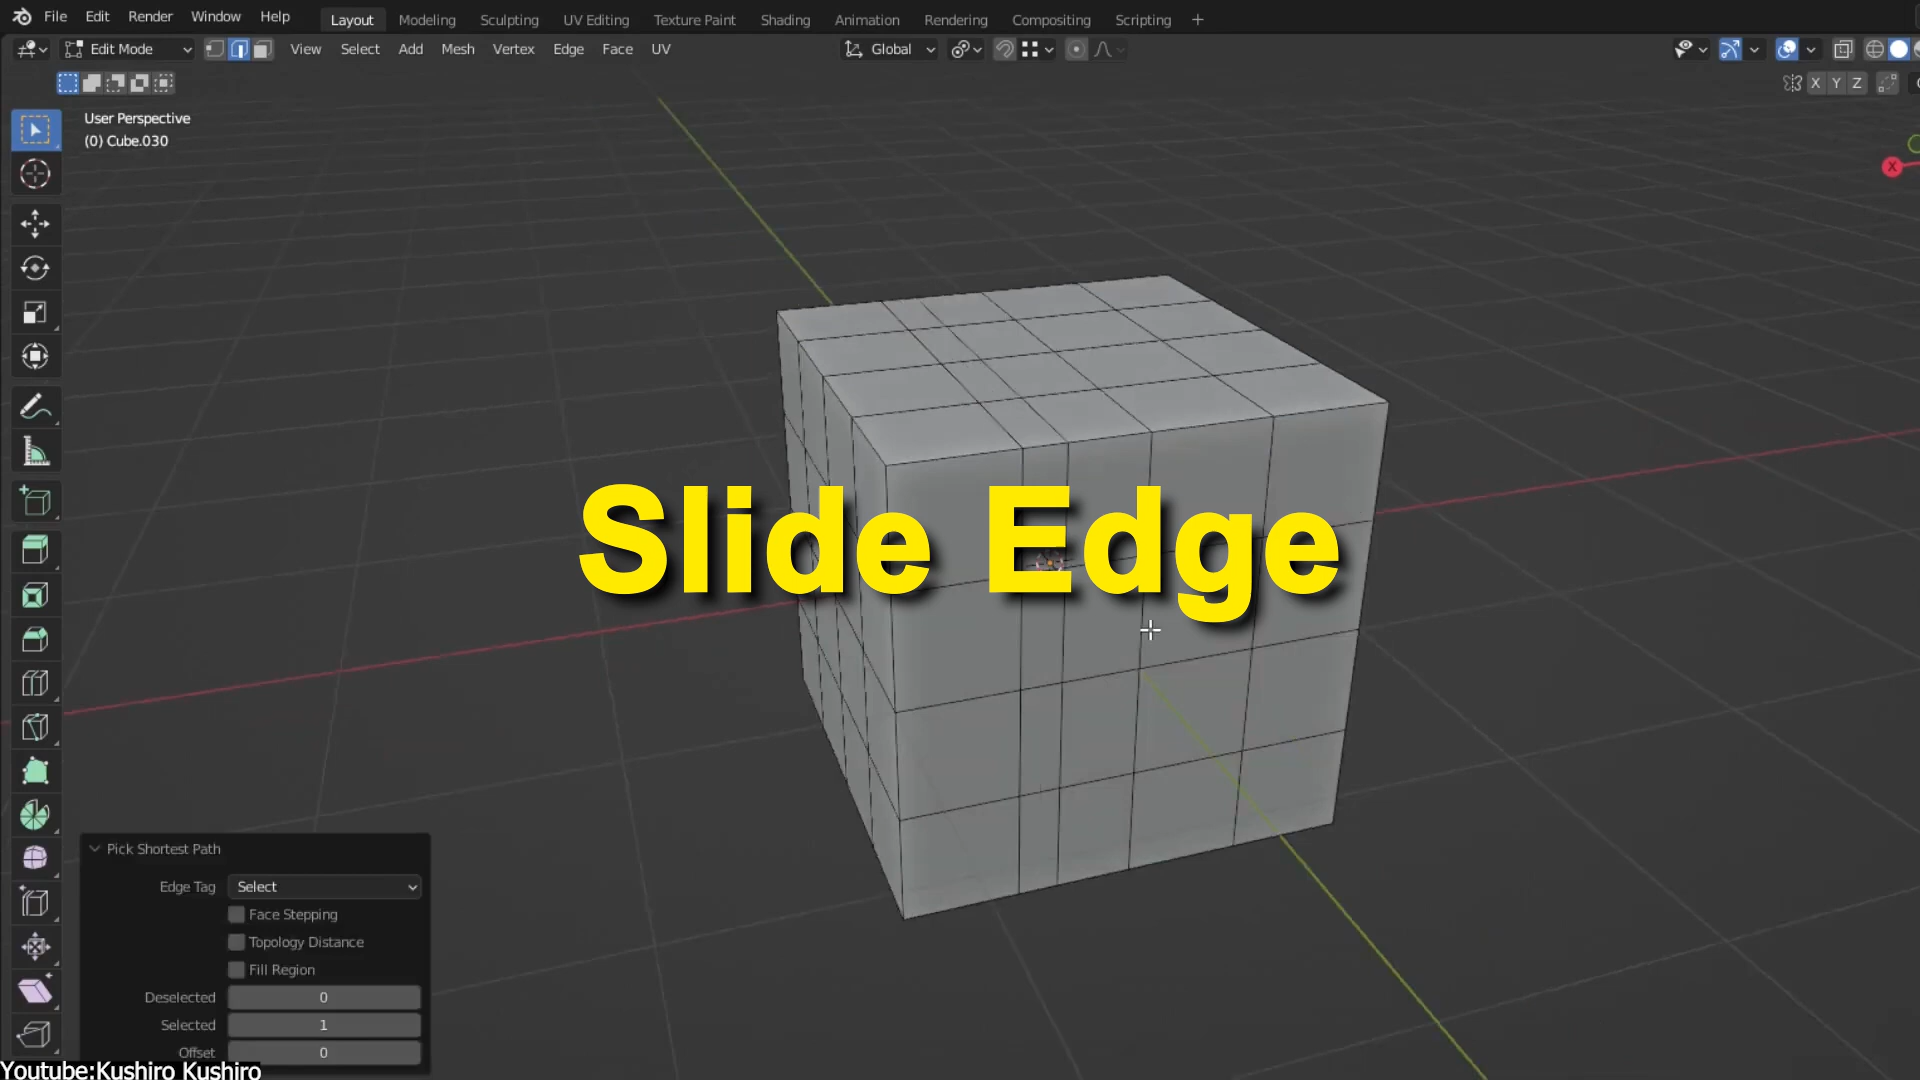 File Edit Render Window Help Layout Modeling Sculpting UV Editing Texture Paint Shading Animation Rendering Compositing Scripting +
Edit Mode View Select Add Mesh Vertex Edge Face UV Global
X Y Z
User Perspective
(0) Cube.030
X
Slide Edge
Pick Shortest Path
Edge Tag Select
Face Stepping
Topology Distance
Fill Region
Deselected 0
Selected 1
Offset 0
Youtube:Kushiro Kushiro